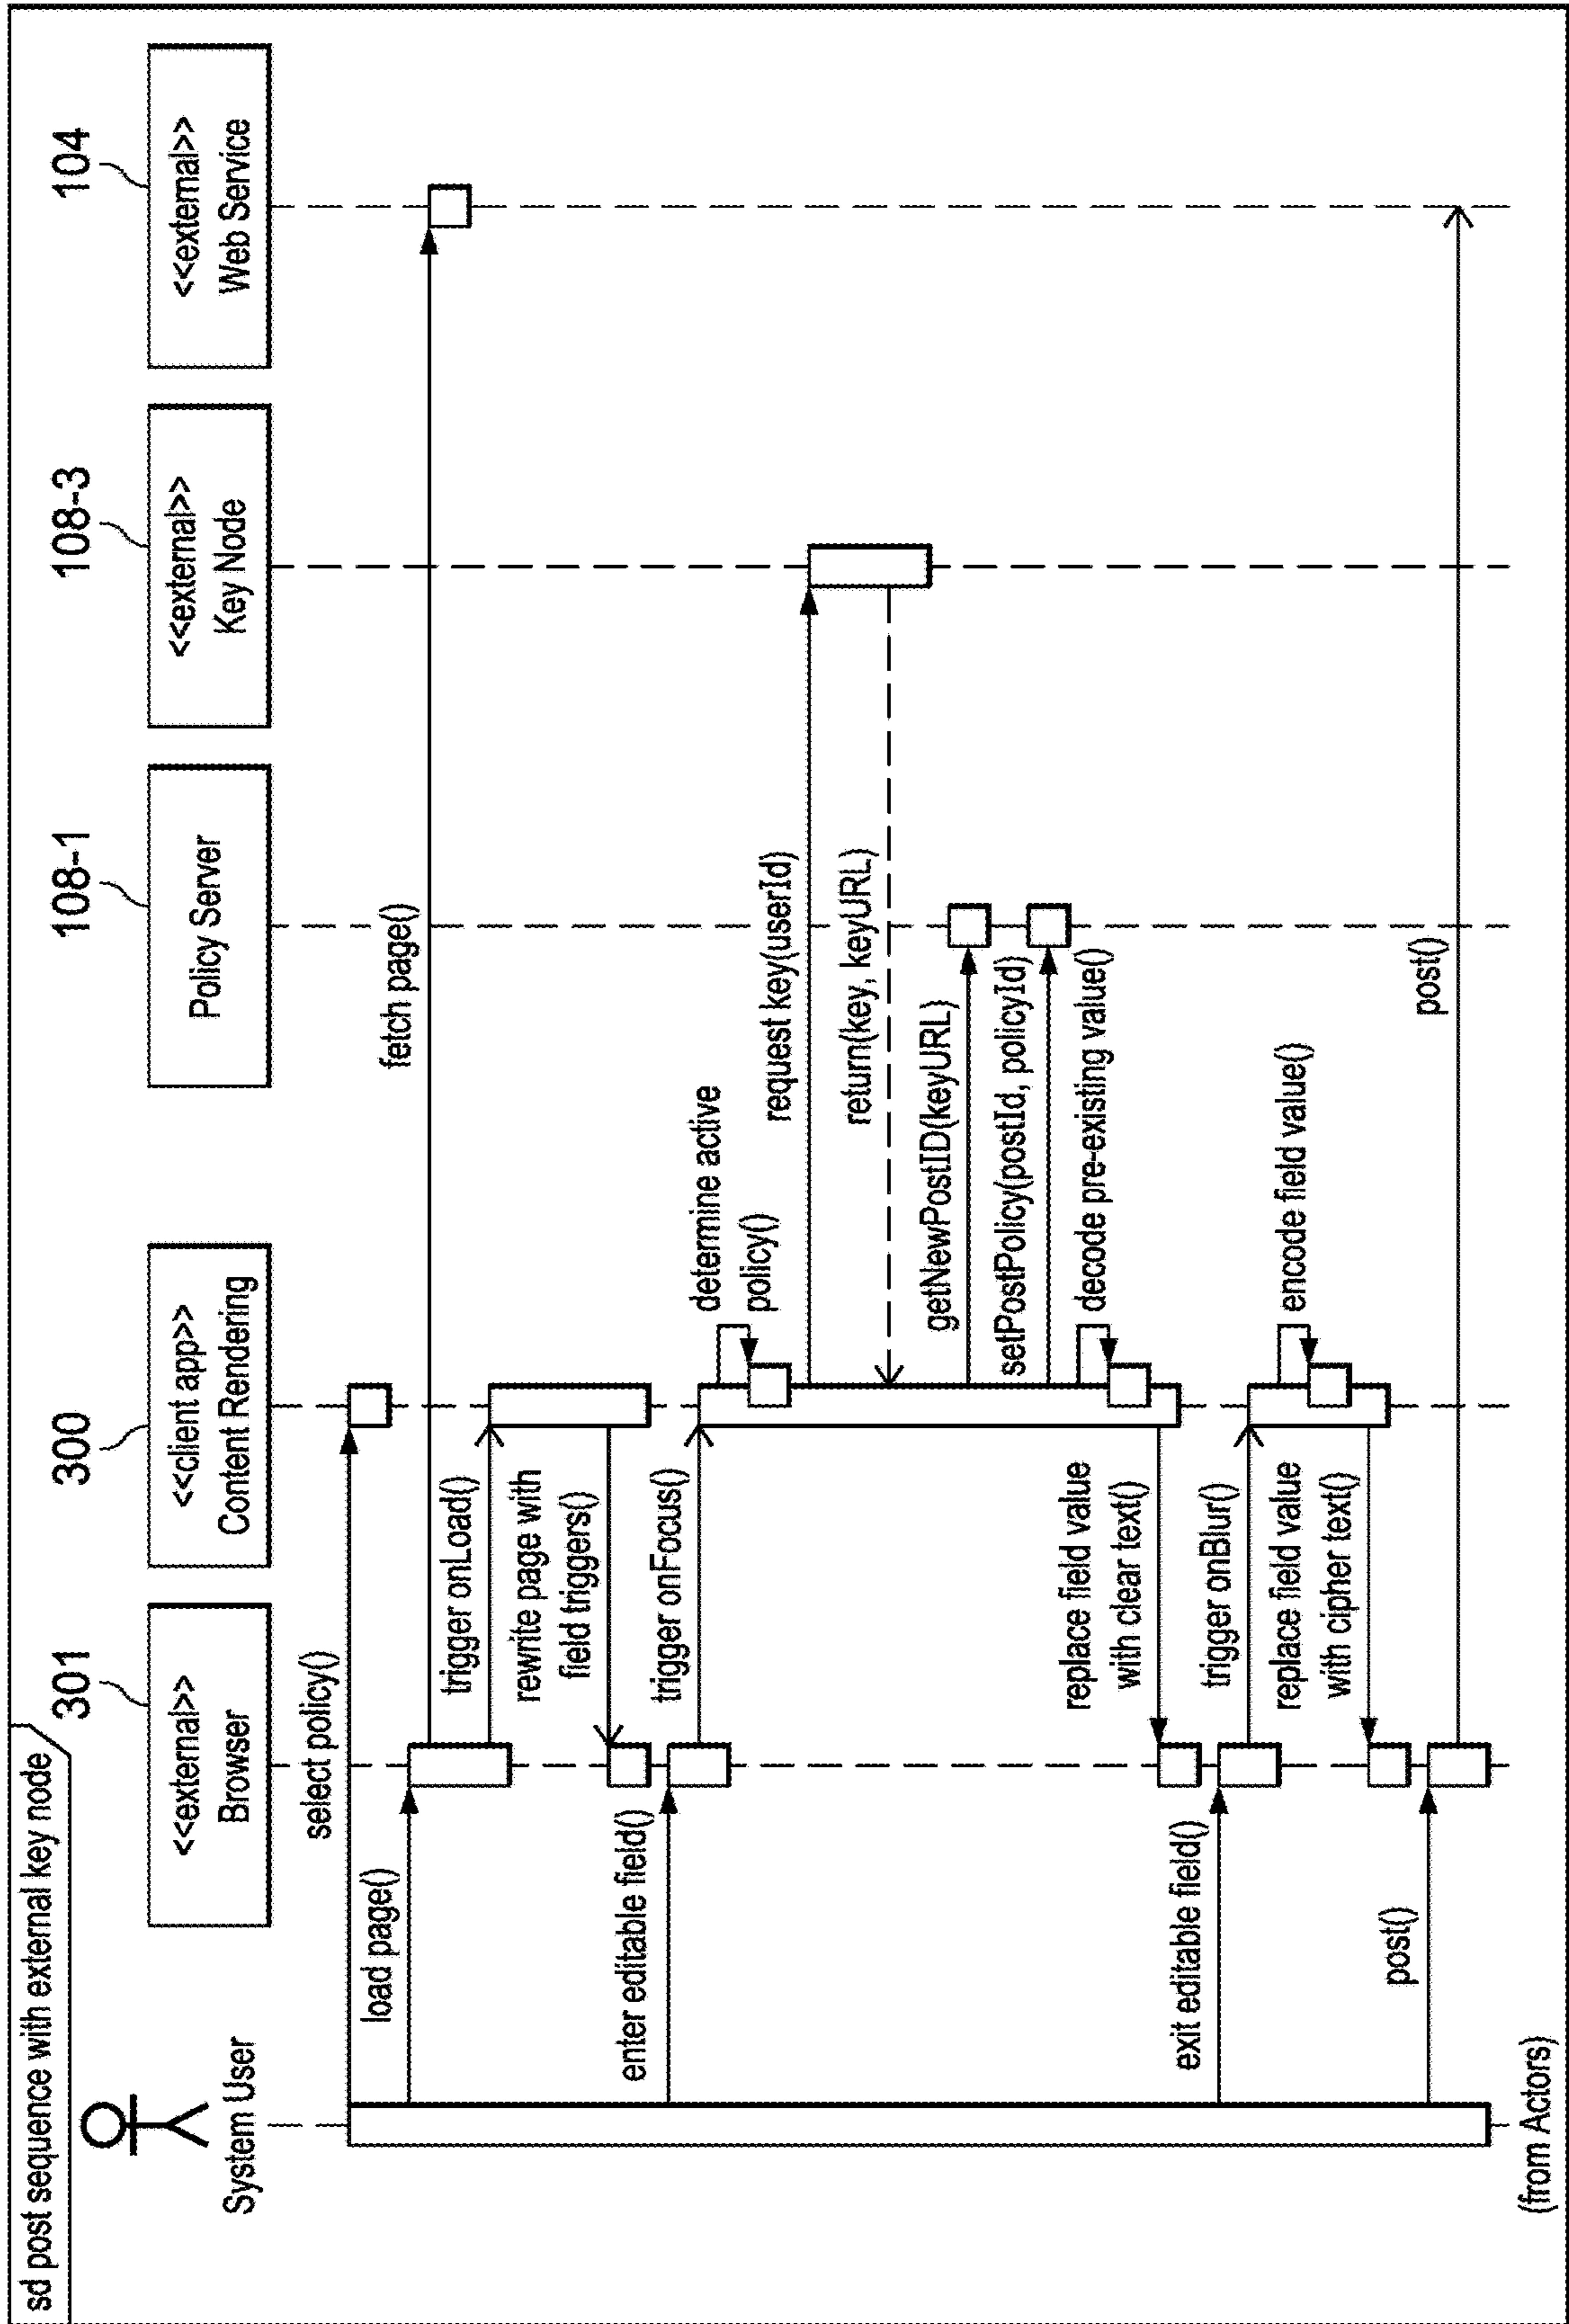 sd post sequence with external key node
System User
301
<<external>>
Browser
300
<<client app>>
Content Rendering
108-1
Policy Server
108-3
<<external>>
Key Node
104
<<external>>
Web Service
select policy()
load page()
fetch page()
trigger onLoad()
rewrite page with
field triggers()
enter editable field()
trigger onFocus()
determine active
policy()
request key(userId)
return(key, keyURL)
getNewPostID(keyURL)
setPostPolicy(postId, policyId)
decode pre-existing value()
replace field value
with clear text()
exit editable field()
trigger onBlur()
encode field value()
replace field value
with cipher text()
post()
post()
(from Actors)